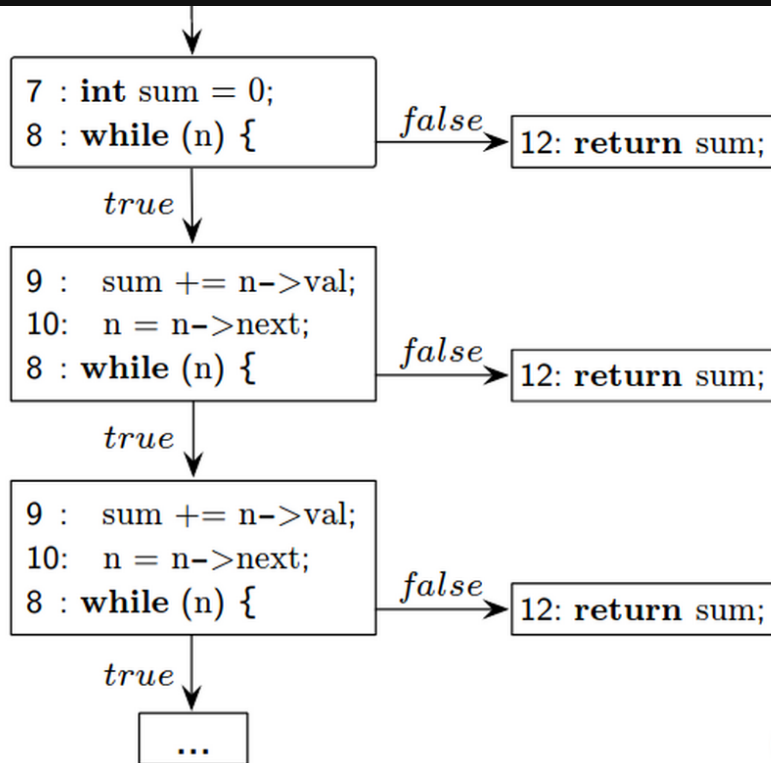 7 : int sum = 0;
8 : while (n) {
false
12: return sum;
true
9 : sum += n->val;
10: n = n->next;
8 : while (n) {
false
12: return sum;
true
9 : sum += n->val;
10: n = n->next;
8 : while (n) {
false
12: return sum;
true
...